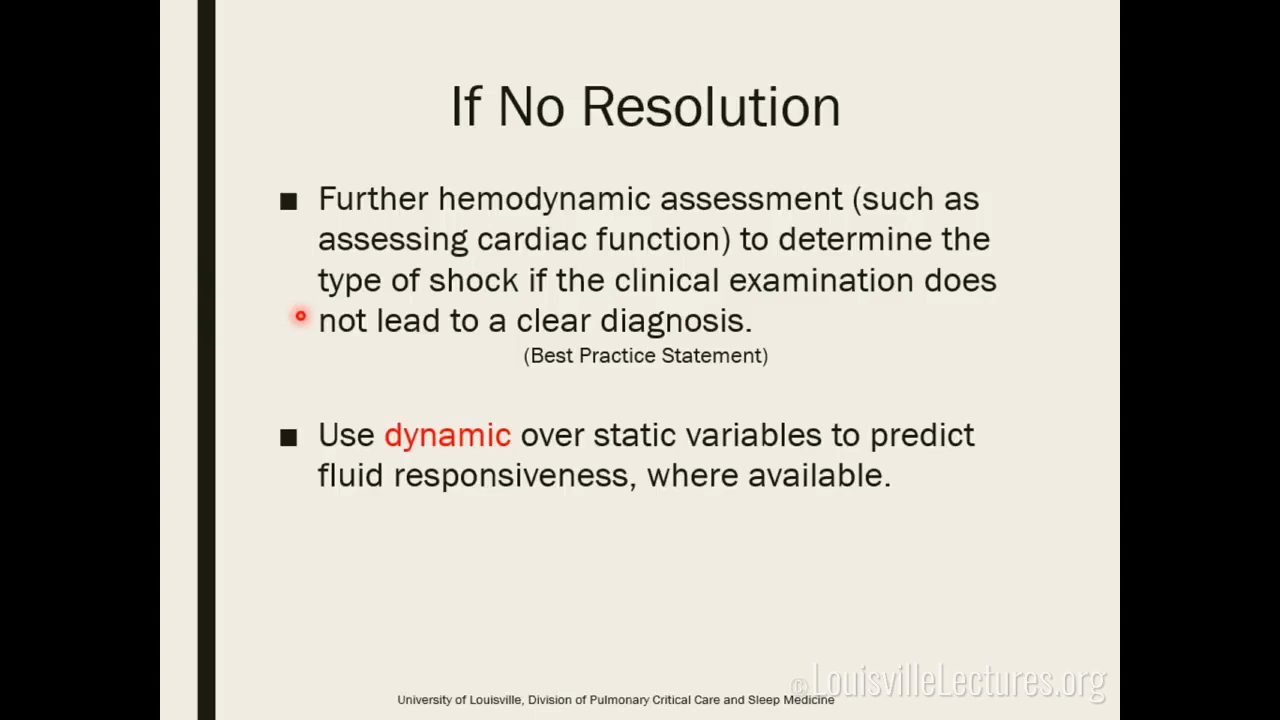 If No Resolution
■ Further hemodynamic assessment (such as
assessing cardiac function) to determine the
type of shock if the clinical examination does
not lead to a clear diagnosis.
(Best Practice Statement)
■ Use dynamic over static variables to predict
fluid responsiveness, where available.
©LouisvilleLectures.org
University of Louisville, Division of Pulmonary Critical Care and Sleep Medicine